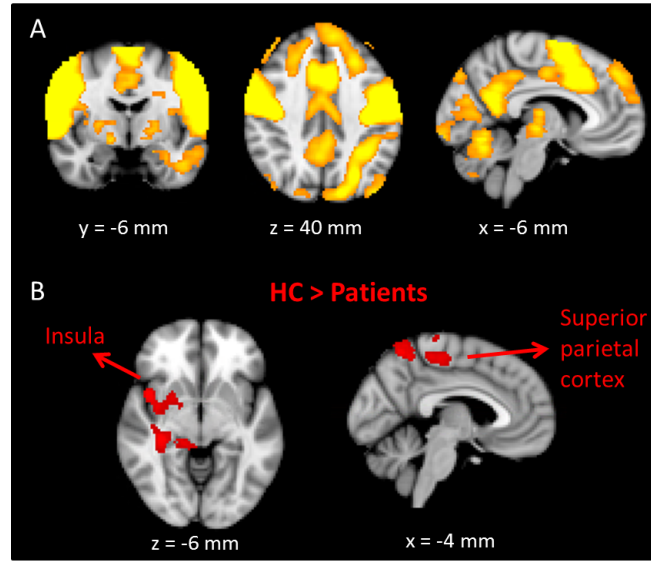 A
y = -6 mm
z = 40 mm
x = -6 mm
B
HC > Patients
Insula
Superior
parietal
cortex
z = -6 mm
x = -4 mm